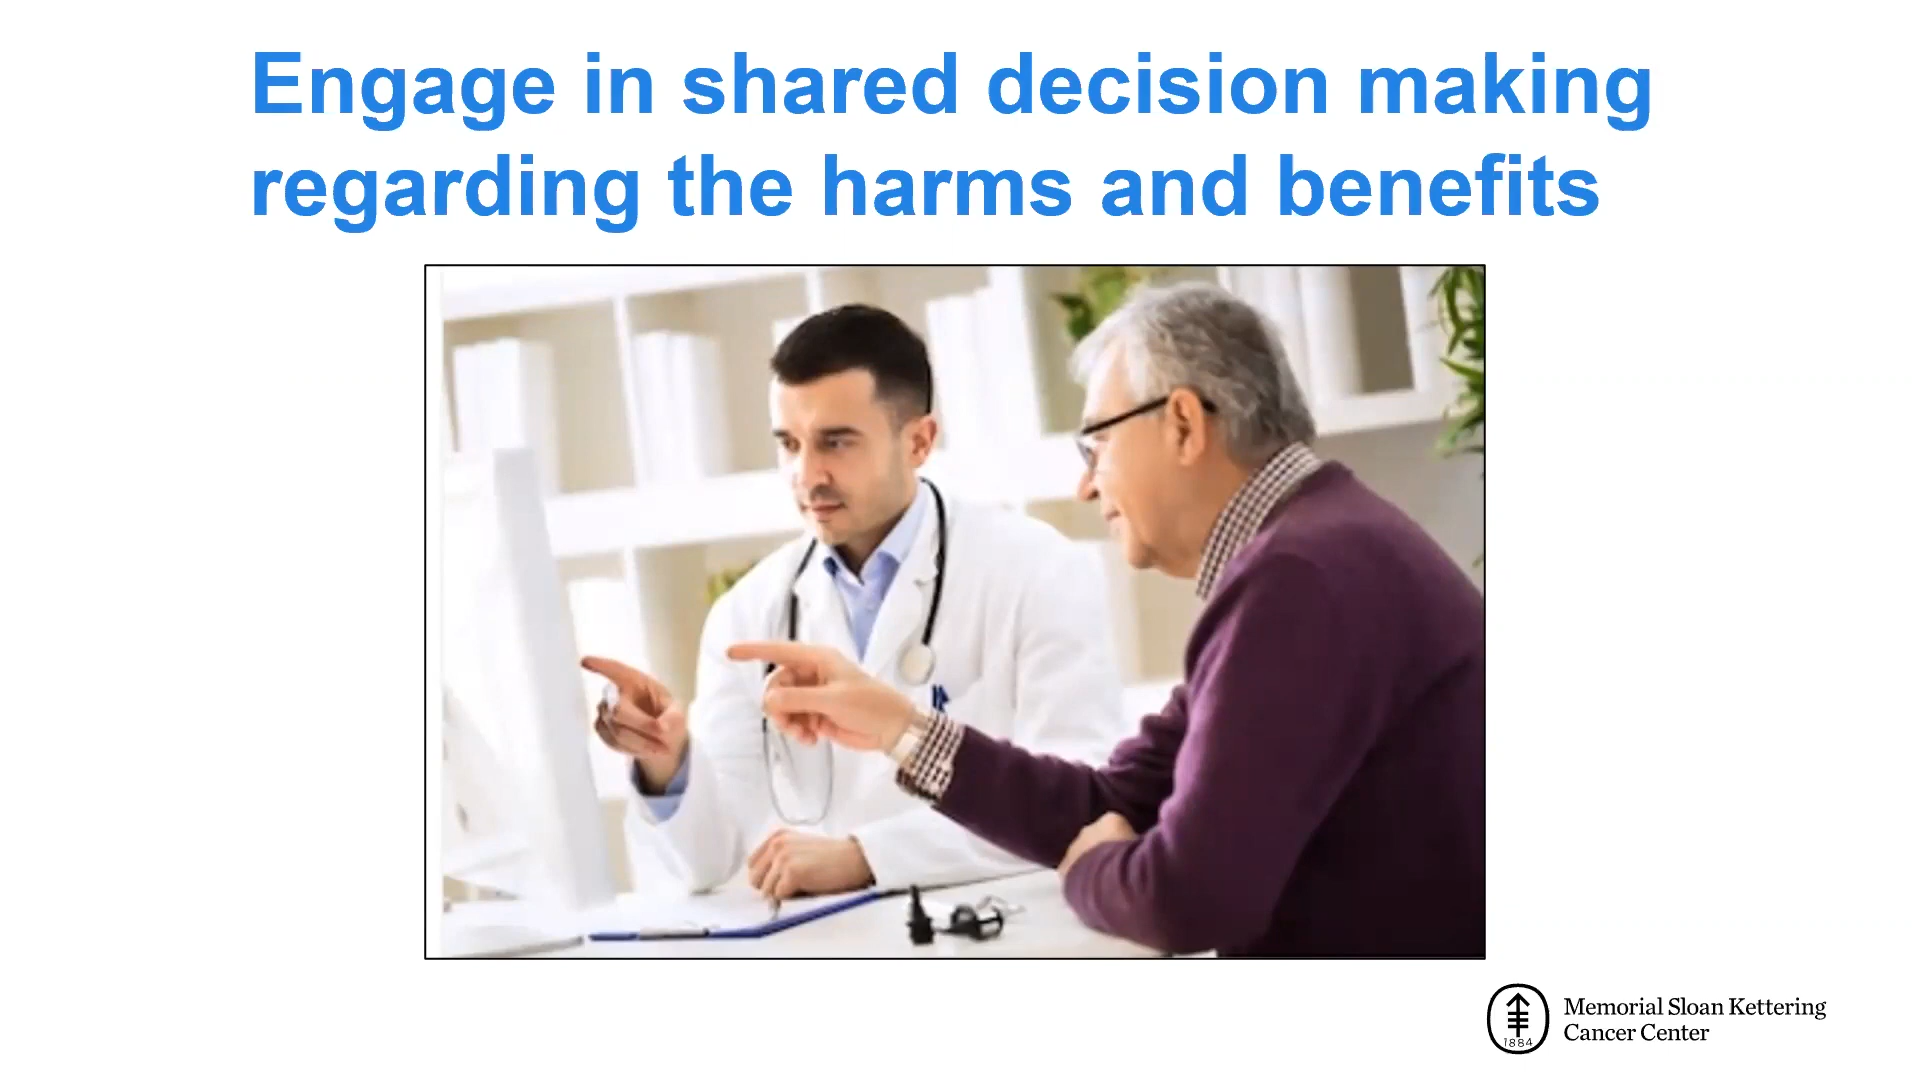 Engage in shared decision making
regarding the harms and benefits
1884
Memorial Sloan Kettering
Cancer Center